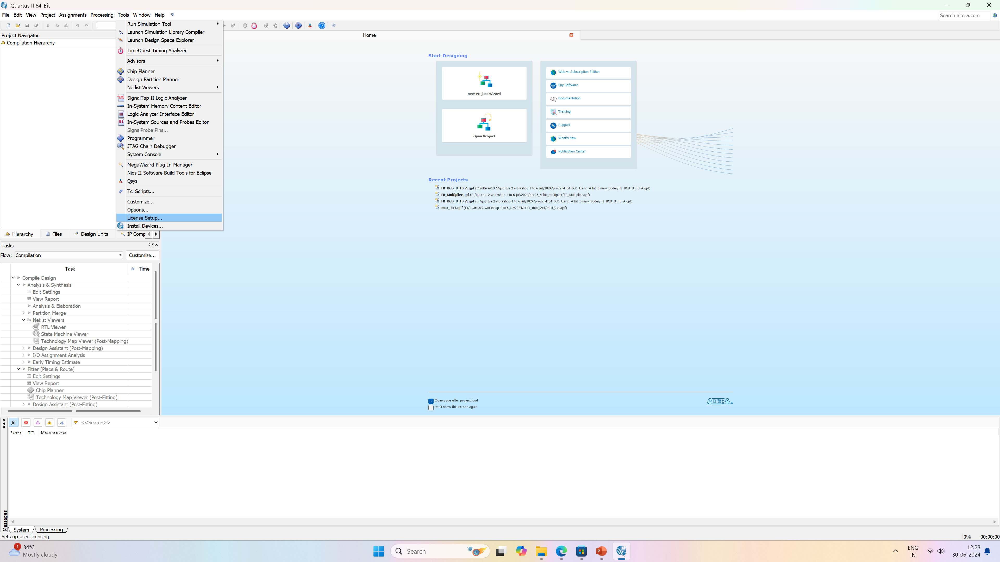 Quartus II 64-Bit
File Edit View Project Assignments Processing Tools Window Help
Search altera.com
Project Navigator
Compilation Hierarchy
Run Simulation Tool
Launch Simulation Library Compiler
Launch Design Space Explorer
TimeQuest Timing Analyzer
Advisors
Chip Planner
Design Partition Planner
Netlist Viewers
SignalTap II Logic Analyzer
In-System Memory Content Editor
Logic Analyzer Interface Editor
In-System Sources and Probes Editor
SignalProbe Pins...
Programmer
JTAG Chain Debugger
System Console
MegaWizard Plug-In Manager
Nios II Software Build Tools for Eclipse
Qsys
Tcl Scripts...
Customize...
Options...
License Setup...
Install Devices...
Home
Start Designing
New Project Wizard
Open Project
Web vs Subscription Edition
Buy Software
Documentation
Training
Support
What's New
Notification Center
Recent Projects
FB_BCD_U_FBFA.qpf (C:/altera/13.1/quartus 2 workshop 1 to 6 july2024/pro22_4-bit-BCD_Using_4-bit_binary_adder/FB_BCD_U_FBFA.qpf)
FB_Multiplier.qpf (E:/quartus 2 workshop 1 to 6 july2024/pro25_4-bit_multiplier/FB_Multiplier.qpf)
FB_BCD_U_FBFA.qpf (E:/quartus 2 workshop 1 to 6 july2024/pro22_4-bit-BCD_Using_4-bit_binary_adder/FB_BCD_U_FBFA.qpf)
mux_2x1.qpf (E:/quartus 2 workshop 1 to 6 july2024/pro1_mux_2x1/mux_2x1.qpf)
Close page after project load
Don't show this screen again
ALTERA®
Hierarchy Files Design Units IP Comp
Tasks
Flow: Compilation Customize...
Task Time
Compile Design
Analysis & Synthesis
Edit Settings
View Report
Analysis & Elaboration
Partition Merge
Netlist Viewers
RTL Viewer
State Machine Viewer
Technology Map Viewer (Post-Mapping)
Design Assistant (Post-Mapping)
I/O Assignment Analysis
Early Timing Estimate
Fitter (Place & Route)
Edit Settings
View Report
Chip Planner
Technology Map Viewer (Post-Fitting)
Design Assistant (Post-Fitting)
All <<Search>>
Type ID Message
Messages
System Processing
Sets up user licensing
0% 00:00:00
1
34°C
Mostly cloudy
Search
ENG
IN
12:23
30-06-2024